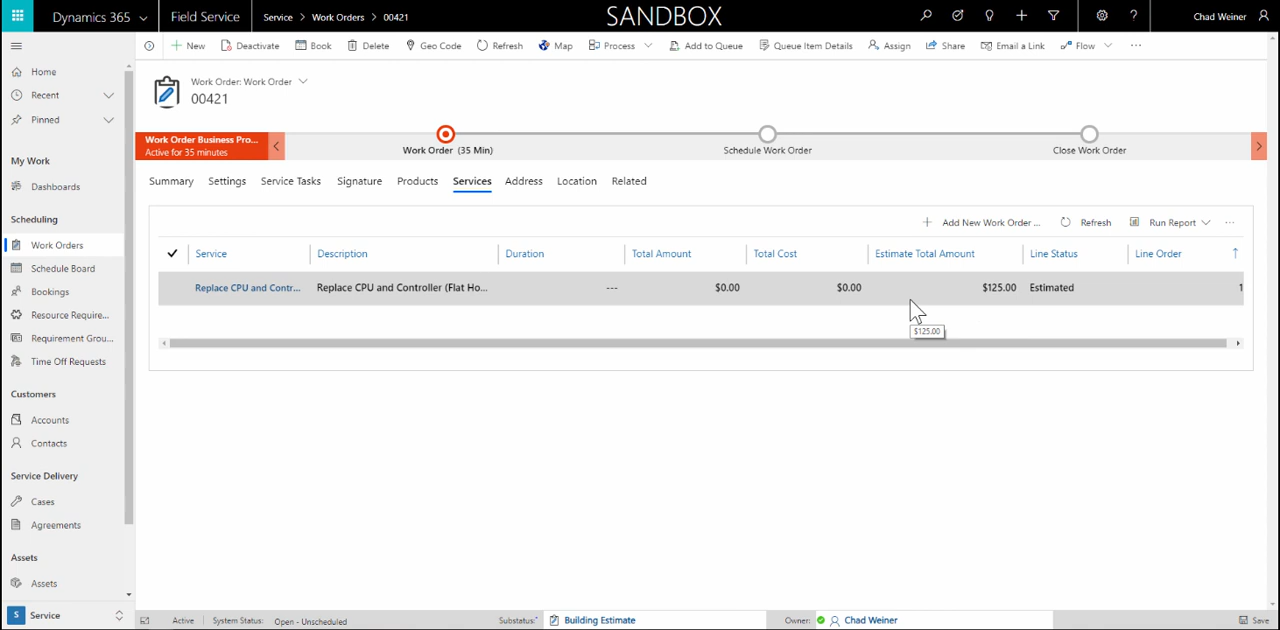 Dynamics 365 Field Service Service > Work Orders > 00421 SANDBOX ? Chad Weiner
New Deactivate Book Delete Geo Code Refresh Map Process Add to Queue Queue Item Details Assign Share Email a Link Flow ...
Home
Recent
Pinned
My Work
Dashboards
Scheduling
Work Orders
Schedule Board
Bookings
Resource Require...
Requirement Grou...
Time Off Requests
Customers
Accounts
Contacts
Service Delivery
Cases
Agreements
Assets
Assets
S Service
Work Order: Work Order
00421
Work Order Business Pro...
Active for 35 minutes
Work Order (35 Min) Schedule Work Order Close Work Order
Summary Settings Service Tasks Signature Products Services Address Location Related
Add New Work Order ... Refresh Run Report ...
Service Description Duration Total Amount Total Cost Estimate Total Amount Line Status Line Order
Replace CPU and Contr... Replace CPU and Controller (Flat Ho... --- $0.00 $0.00 $125.00 Estimated 1
$125.00
Active System Status: Open - Unscheduled Substatus:* Building Estimate Owner: Chad Weiner Save